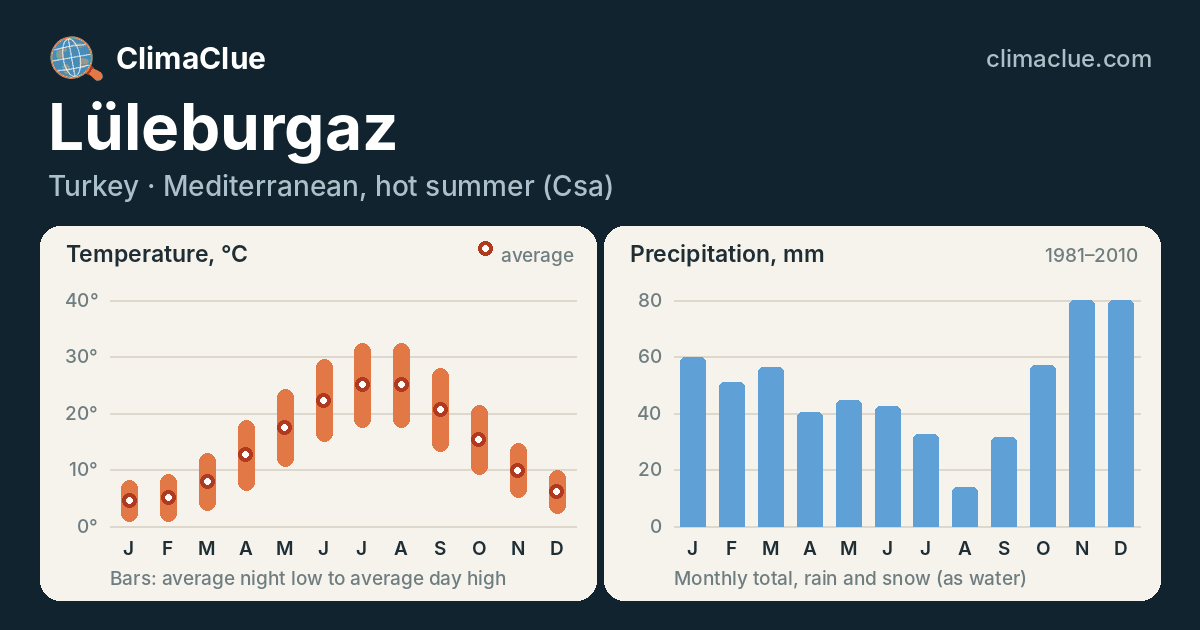 ClimaClue
climaclue.com
Lüleburgaz
Turkey · Mediterranean, hot summer (Csa)
Temperature, °C
average
40°
30°
20°
10°
0°
J F M A M J J A S O N D
Bars: average night low to average day high
Precipitation, mm
1981–2010
80
60
40
20
0
J F M A M J J A S O N D
Monthly total, rain and snow (as water)